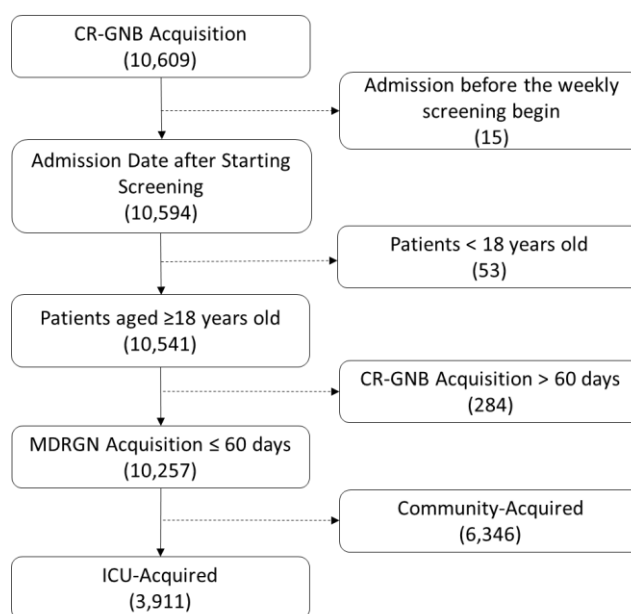 CR-GNB Acquisition
(10,609)
Admission before the weekly
screening begin
(15)
Admission Date after Starting
Screening
(10,594)
Patients < 18 years old
(53)
Patients aged ≥18 years old
(10,541)
CR-GNB Acquisition > 60 days
(284)
MDRGN Acquisition ≤ 60 days
(10,257)
Community-Acquired
(6,346)
ICU-Acquired
(3,911)